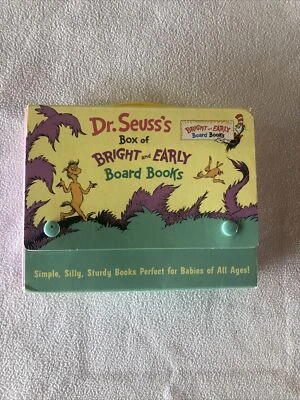 Dr. Seuss's
Box of
BRIGHT and EARLY
Board Books
BRIGHT and EARLY
Board Books
Simple, Silly, Sturdy Books Perfect for Babies of All Ages!